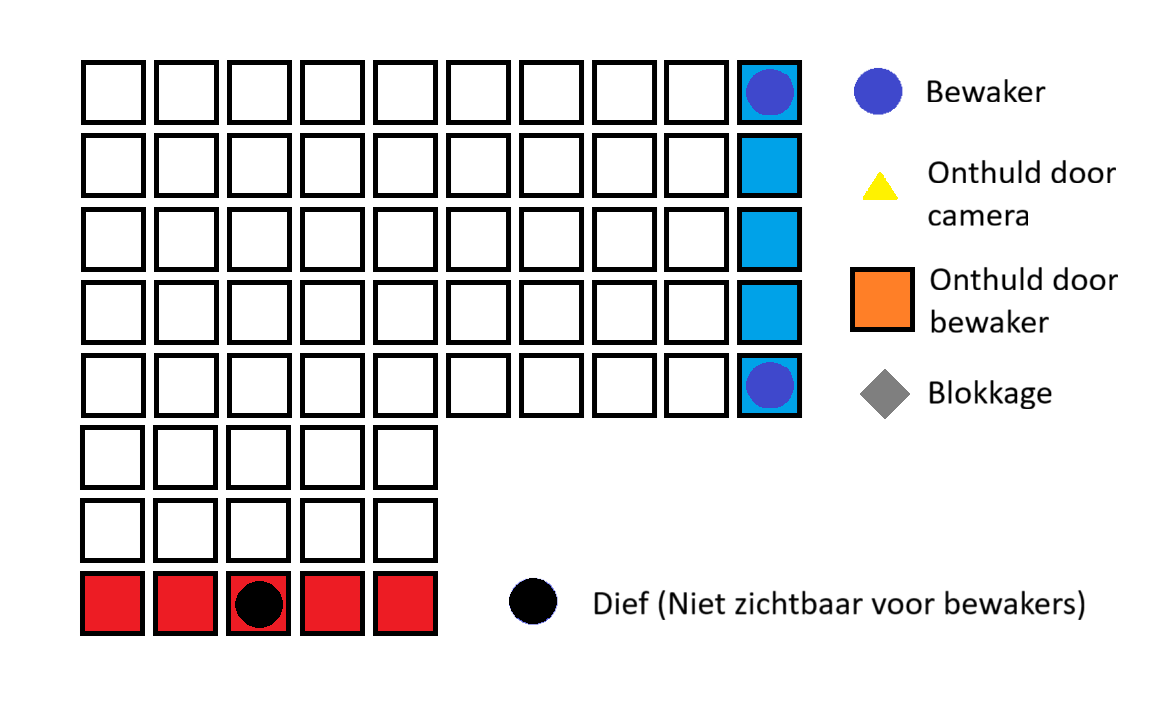 Bewaker
Onthuld door
camera
Onthuld door
bewaker
Blokkage
Dief (Niet zichtbaar voor bewakers)